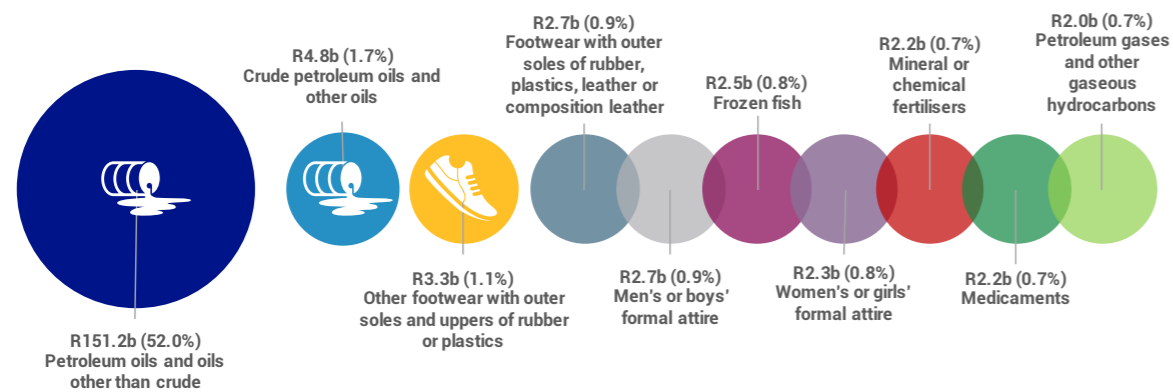 R151.2b (52.0%)
Petroleum oils and oils
other than crude
R4.8b (1.7%)
Crude petroleum oils and
other oils
R3.3b (1.1%)
Other footwear with outer
soles and uppers of rubber
or plastics
R2.7b (0.9%)
Footwear with outer
soles of rubber,
plastics, leather or
composition leather
R2.7b (0.9%)
Men's or boys'
formal attire
R2.5b (0.8%)
Frozen fish
R2.3b (0.8%)
Women's or girls'
formal attire
R2.2b (0.7%)
Mineral or
chemical
fertilisers
R2.2b (0.7%)
Medicaments
R2.0b (0.7%)
Petroleum gases
and other
gaseous
hydrocarbons